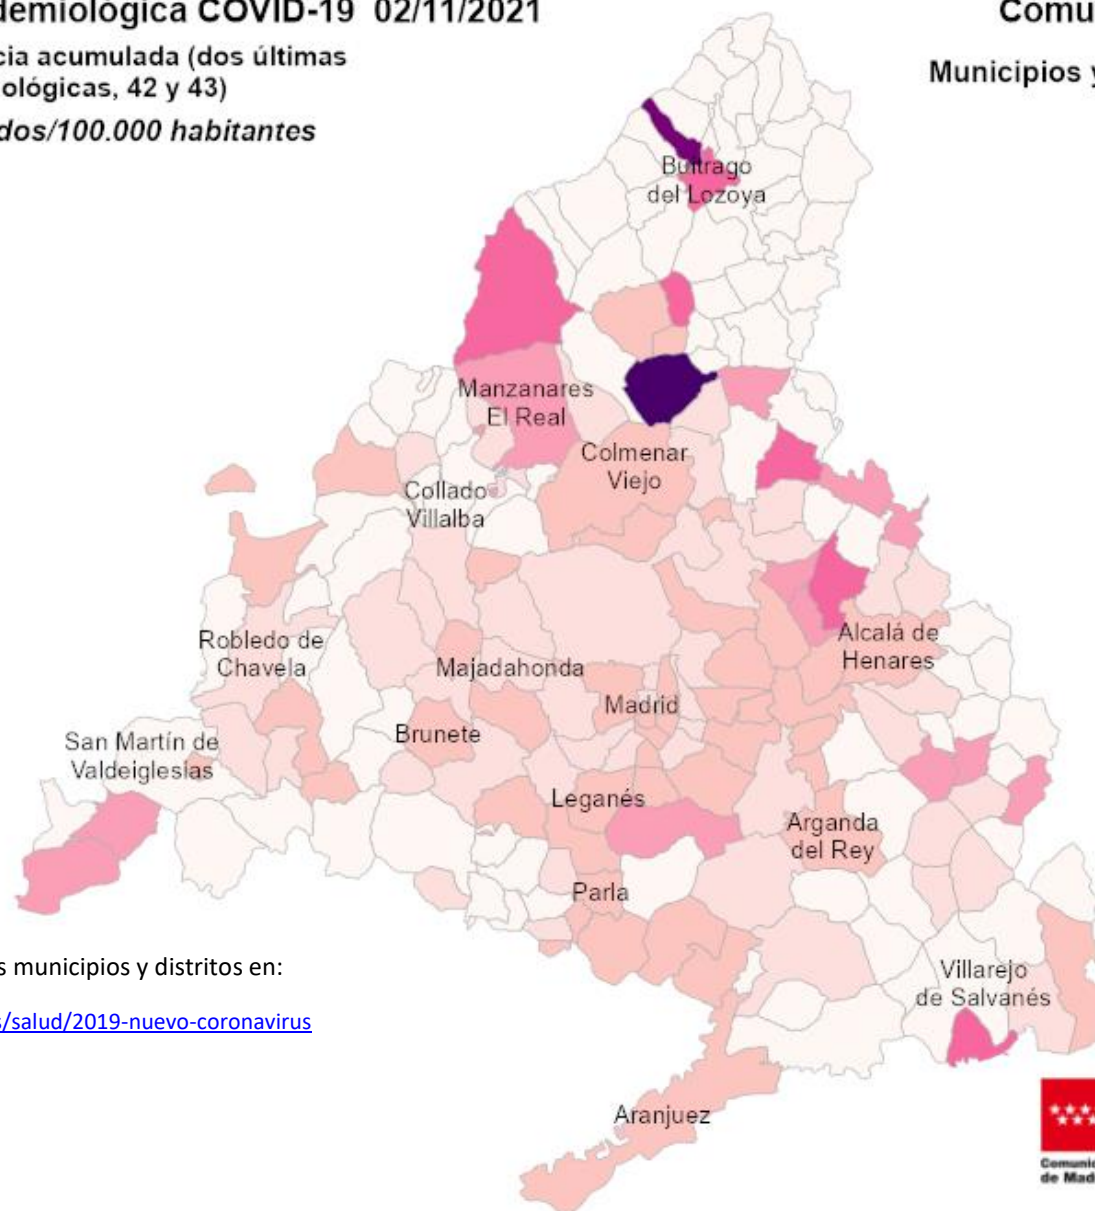 demiológica COVID-19 02/11/2021
Comu
cia acumulada (dos últimas
ológicas, 42 y 43)
Municipios y
dos/100.000 habitantes
Buitrago
del Lozoya
Manzanares
El Real
Colmenar
Viejo
Collado
Villalba
Robledo de
Chavela
Alcalá de
Henares
Majadahonda
Madrid
Brunete
San Martín de
Valdeiglesias
Leganés
Arganda
del Rey
Parla
s municipios y distritos en:
Villarejo
de Salvanés
s/salud/2019-nuevo-coronavirus
Aranjuez
Comunid
de Mad